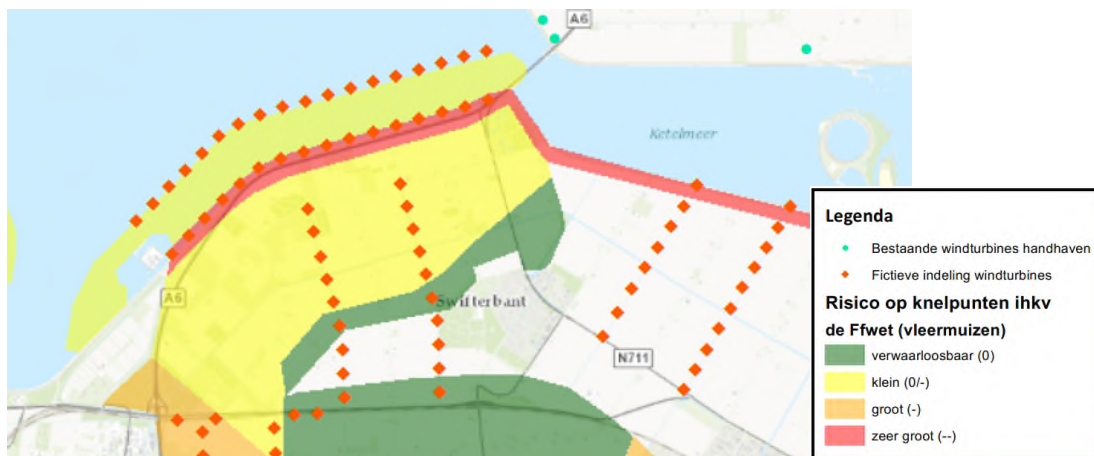 A6
Ketelmeer
A6
Swifterbant
N711
Legenda
Bestaande windturbines handhaven
Fictieve indeling windturbines
Risico op knelpunten ihkv
de Ffwet (vleermuizen)
verwaarloosbaar (0)
klein (0/-)
groot (-)
zeer groot (--)